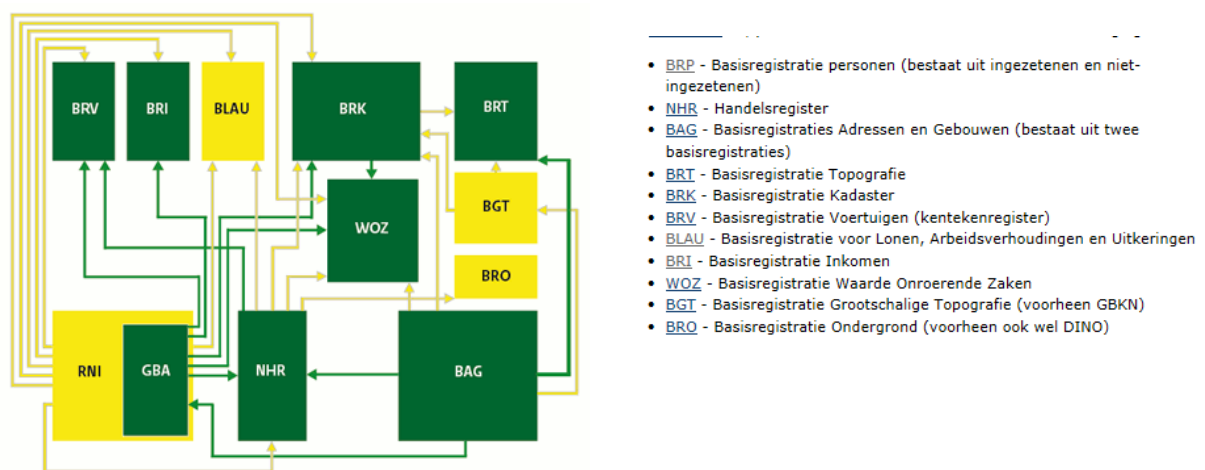 BRV
BRI
BLAU
BRK
BRT
WOZ
BGT
BRO
RNI
GBA
NHR
BAG
• BRP - Basisregistratie personen (bestaat uit ingezetenen en niet-
ingezetenen)
• NHR - Handelsregister
• BAG - Basisregistraties Adressen en Gebouwen (bestaat uit twee
basisregistraties)
• BRT - Basisregistratie Topografie
• BRK - Basisregistratie Kadaster
• BRV - Basisregistratie Voertuigen (kentekenregister)
• BLAU - Basisregistratie voor Lonen, Arbeidsverhoudingen en Uitkeringen
• BRI - Basisregistratie Inkomen
• WOZ - Basisregistratie Waarde Onroerende Zaken
• BGT - Basisregistratie Grootschalige Topografie (voorheen GBKN)
• BRO - Basisregistratie Ondergrond (voorheen ook wel DINO)